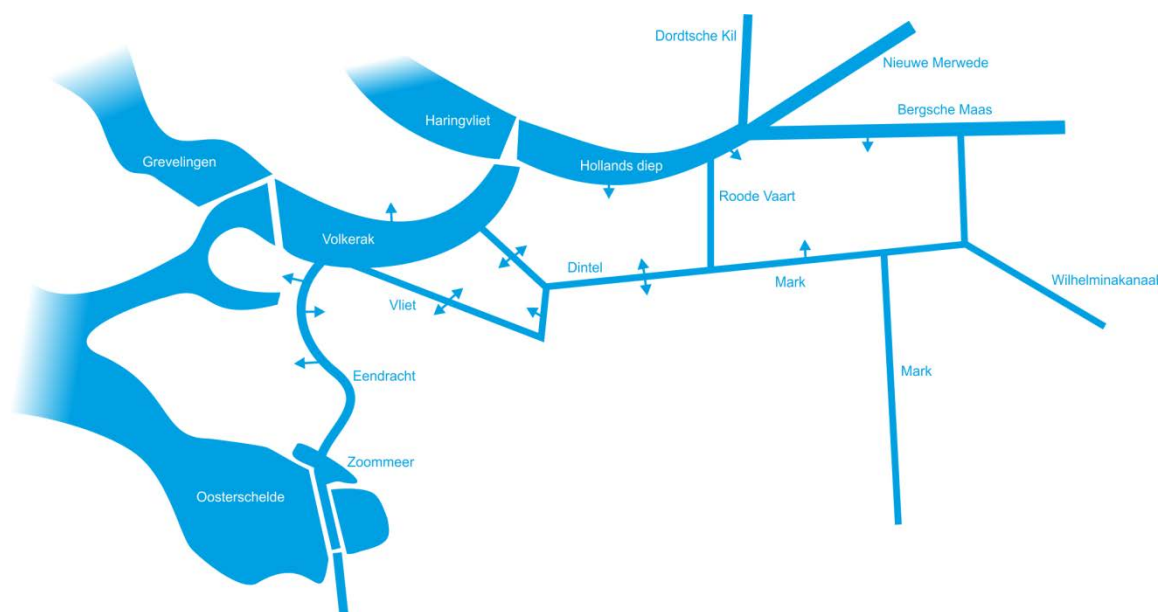 Dordtsche Kil
Nieuwe Merwede
Bergsche Maas
Haringvliet
Grevelingen
Hollands diep
Roode Vaart
Volkerak
Dintel
Mark
Wilhelminakanaal
Vliet
Eendracht
Mark
Zoommeer
Oosterschelde